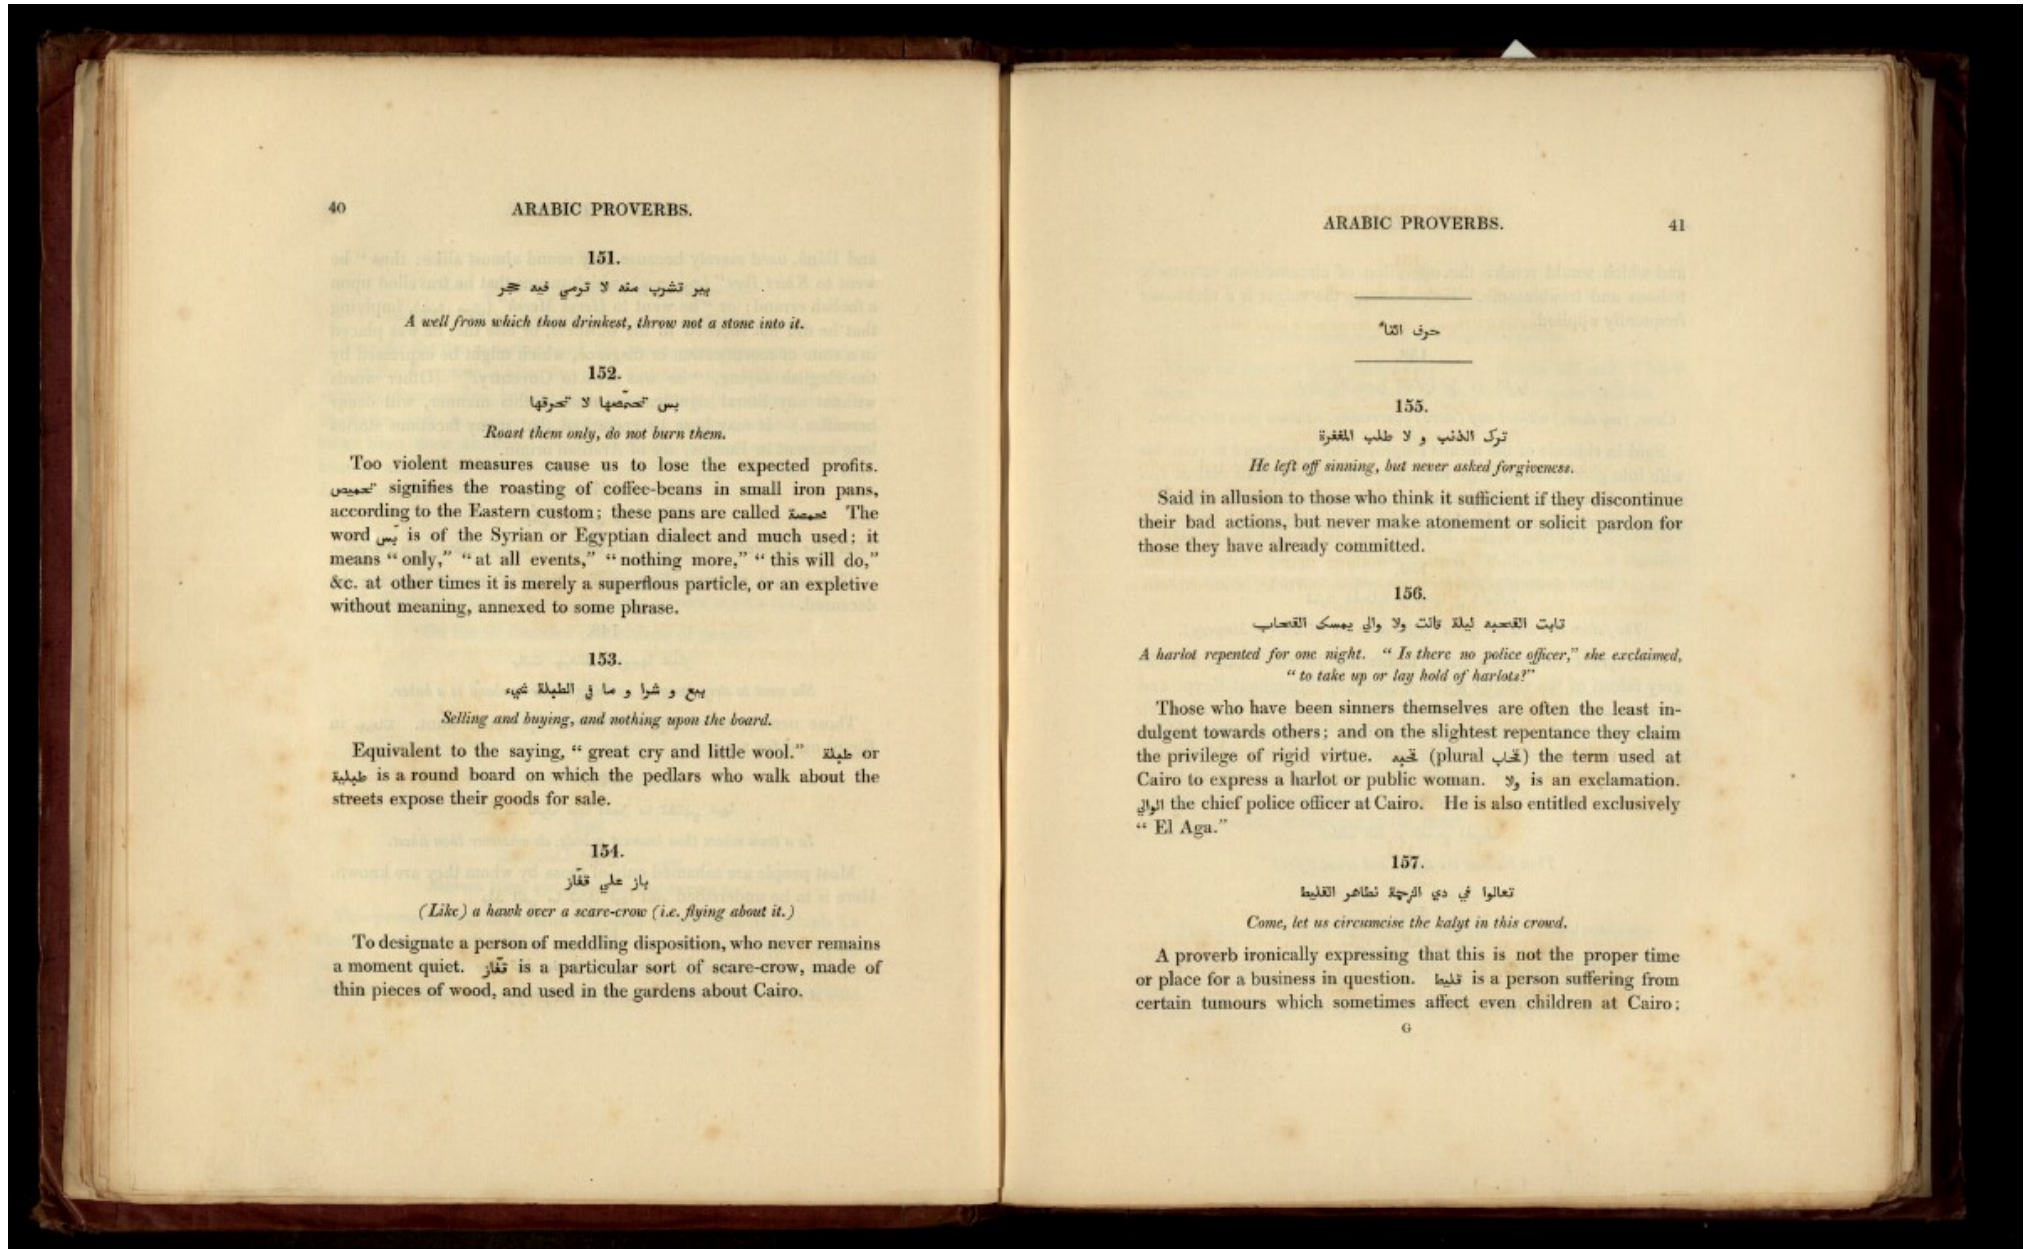 40
ARABIC PROVERBS.
151.
بير تشرب منه لا ترمي فيه حجر
A well from which thou drinkest, throw not a stone into it.
152.
بس تحمّصها لا تحرقها
Roast them only, do not burn them.
Too violent measures cause us to lose the expected profits.
تحميص signifies the roasting of coffee-beans in small iron pans,
according to the Eastern custom; these pans are called محمصة The
word بس is of the Syrian or Egyptian dialect and much used: it
means “only,” “at all events,” “nothing more,” “this will do,”
&c. at other times it is merely a superflous particle, or an expletive
without meaning, annexed to some phrase.
153.
بيع و شرا و ما في الطبلة شيء
Selling and buying, and nothing upon the board.
Equivalent to the saying, “great cry and little wool.” طبلة or
طبلية is a round board on which the pedlars who walk about the
streets expose their goods for sale.
154.
باز علي قفّاز
(Like) a hawk over a scare-crow (i.e. flying about it.)
To designate a person of meddling disposition, who never remains
a moment quiet. قفّاز is a particular sort of scare-crow, made of
thin pieces of wood, and used in the gardens about Cairo.
ARABIC PROVERBS.
41
حرف التاء
155.
ترك الذنب و لا طلب المغفرة
He left off sinning, but never asked forgiveness.
Said in allusion to those who think it sufficient if they discontinue
their bad actions, but never make atonement or solicit pardon for
those they have already committed.
156.
تابت القحبه ليلة قالت ولا والي يمسك القحاب
A harlot repented for one night. “Is there no police officer,” she exclaimed,
“to take up or lay hold of harlots?”
Those who have been sinners themselves are often the least in-
dulgent towards others; and on the slightest repentance they claim
the privilege of rigid virtue. قحبه (plural قحاب) the term used at
Cairo to express a harlot or public woman. ولا is an exclamation.
الوالي the chief police officer at Cairo. He is also entitled exclusively
“El Aga.”
157.
تعالوا في دي الرحمة نطاهر القليط
Come, let us circumcise the kalyt in this crowd.
A proverb ironically expressing that this is not the proper time
or place for a business in question. قليط is a person suffering from
certain tumours which sometimes affect even children at Cairo;
G